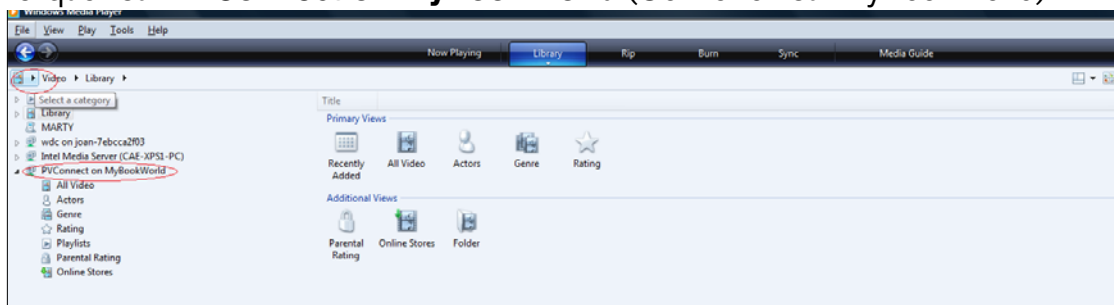 Windows Media Player
File View Play Tools Help
Now Playing Library Rip Burn Sync Media Guide
Video Library
Select a category
Library
MARTY
wdc on joan-7ebcca2f03
Intel Media Server (CAE-XPS1-PC)
PVConnect on MyBookWorld
All Video
Actors
Genre
Rating
Playlists
Parental Rating
Online Stores
Title
Primary Views
Recently Added
All Video
Actors
Genre
Rating
Additional Views
Parental Rating
Online Stores
Folder